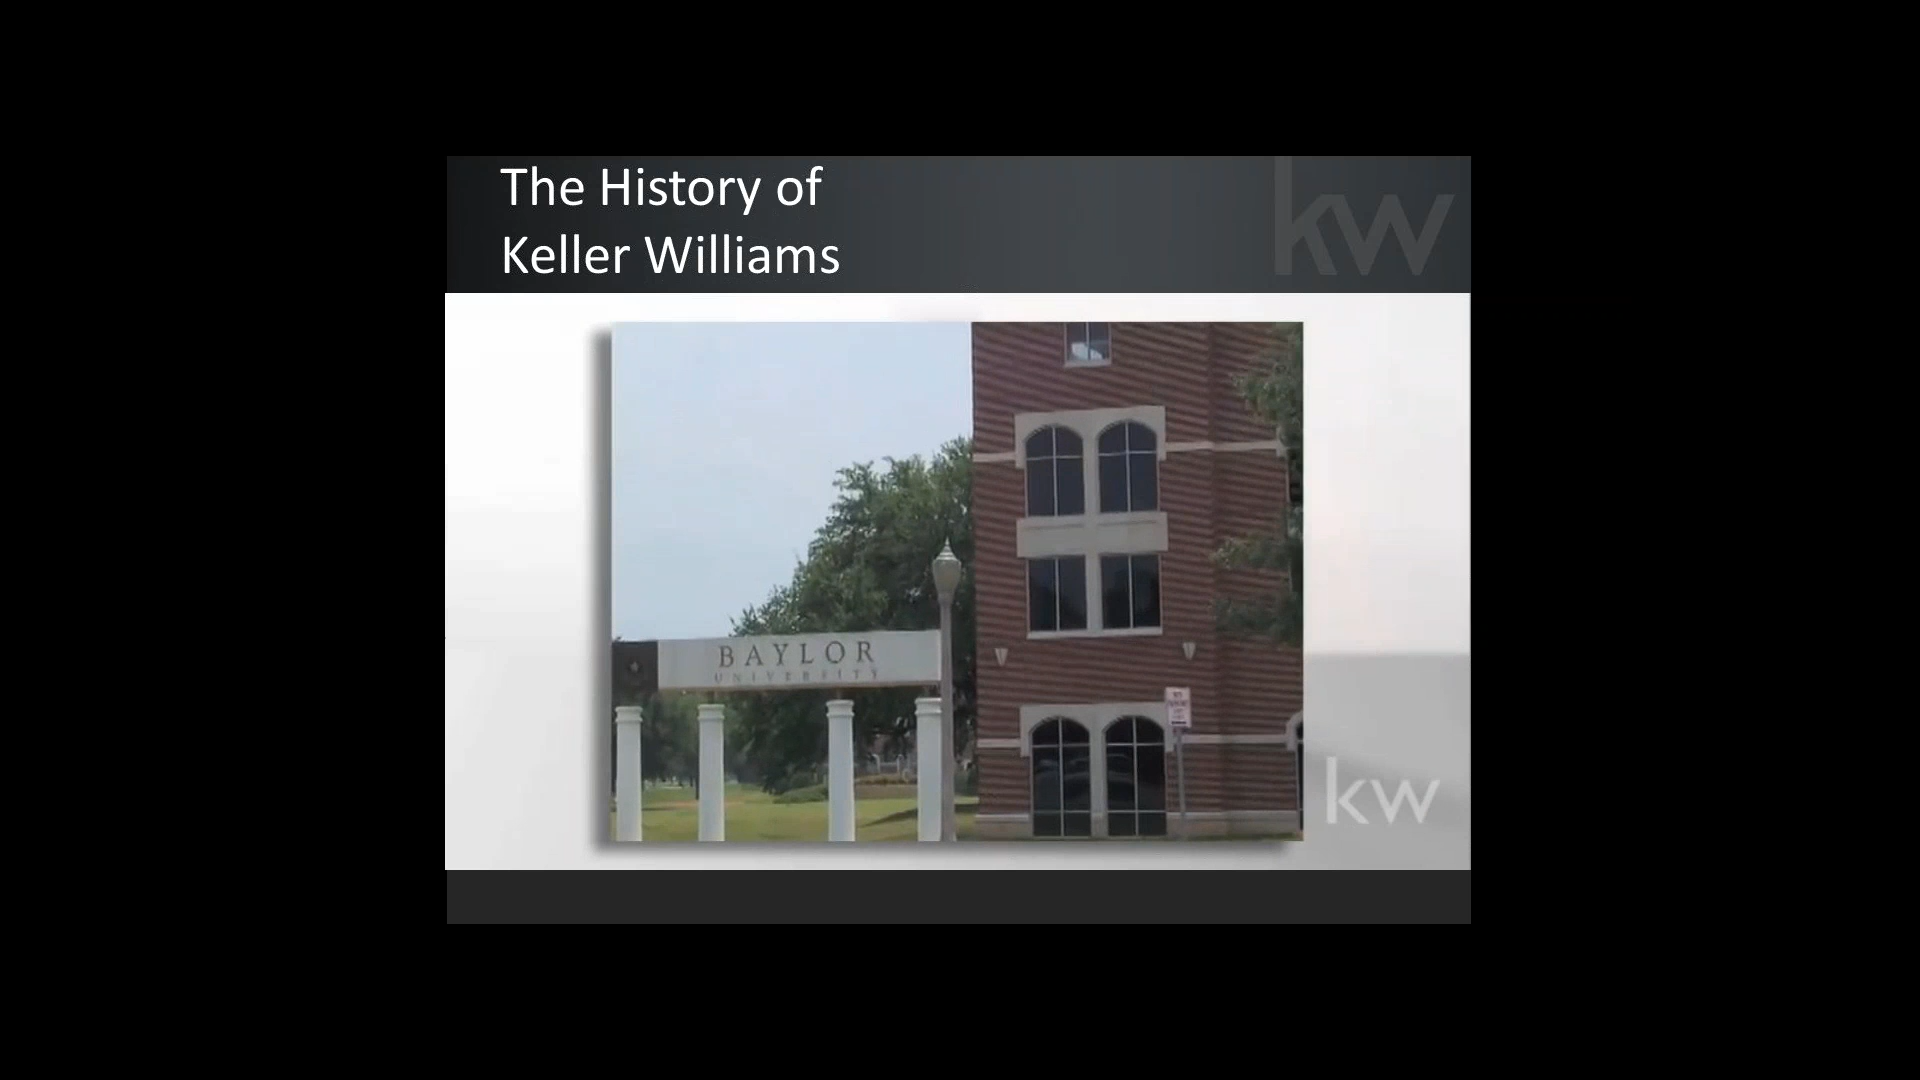 The History of
Keller Williams
kw
BAYLOR
UNIVERSITY
kw